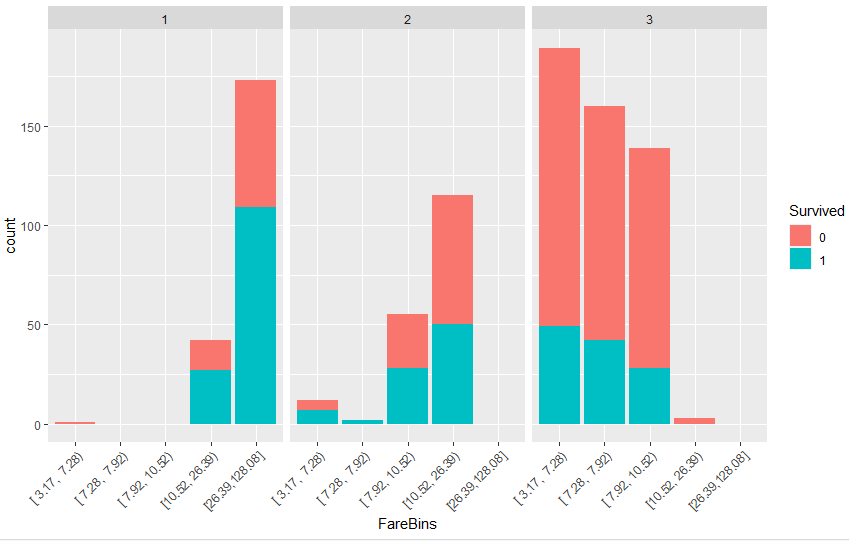 1
2
3
count
150
100
50
0
[ 3.17, 7.28)
[ 7.28, 7.92)
[ 7.92, 10.52)
[10.52, 26.39)
[26.39,128.08]
[ 3.17, 7.28)
[ 7.28, 7.92)
[ 7.92, 10.52)
[10.52, 26.39)
[26.39,128.08]
[ 3.17, 7.28)
[ 7.28, 7.92)
[ 7.92, 10.52)
[10.52, 26.39)
[26.39,128.08]
FareBins
Survived
0
1